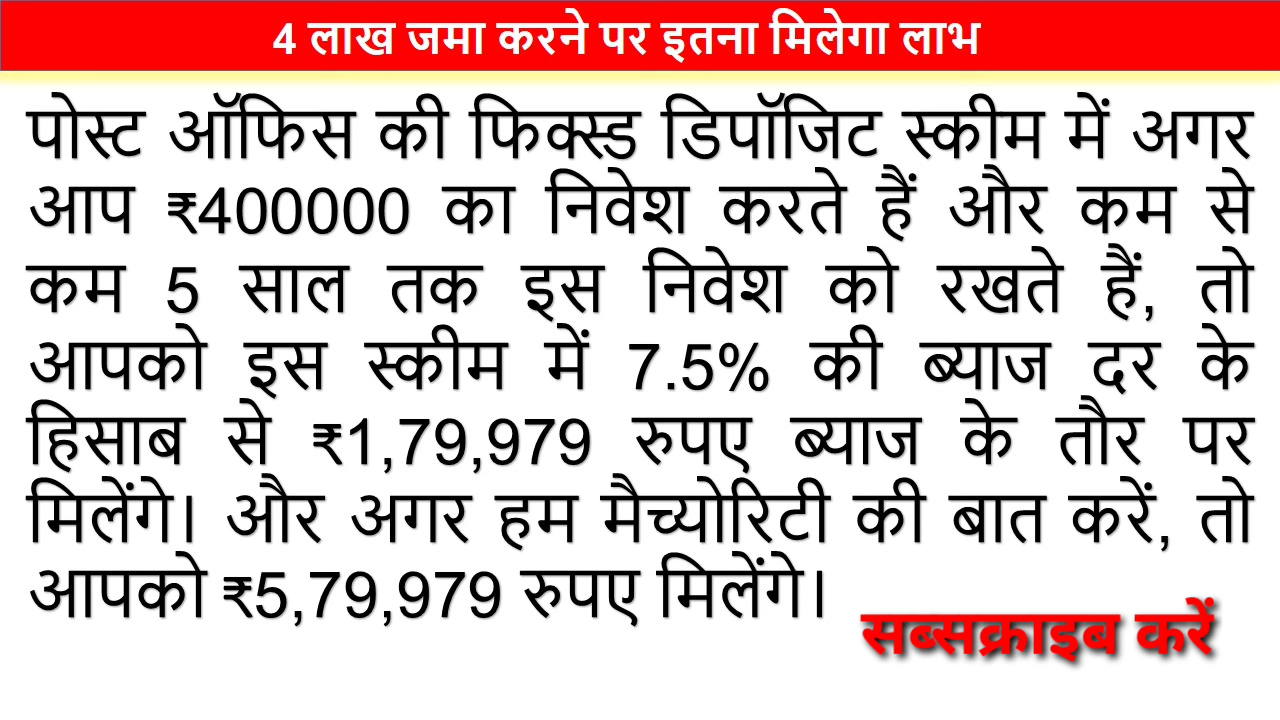 4 लाख जमा करने पर इतना मिलेगा लाभ
पोस्ट ऑफिस की फिक्स्ड डिपॉजिट स्कीम में अगर
आप ₹400000 का निवेश करते हैं और कम से
कम 5 साल तक इस निवेश को रखते हैं, तो
आपको इस स्कीम में 7.5% की ब्याज दर के
हिसाब से ₹1,79,979 रुपए ब्याज के तौर पर
मिलेंगे। और अगर हम मैच्योरिटी की बात करें, तो
आपको ₹5,79,979 रुपए मिलेंगे।
सब्सक्राइब करें